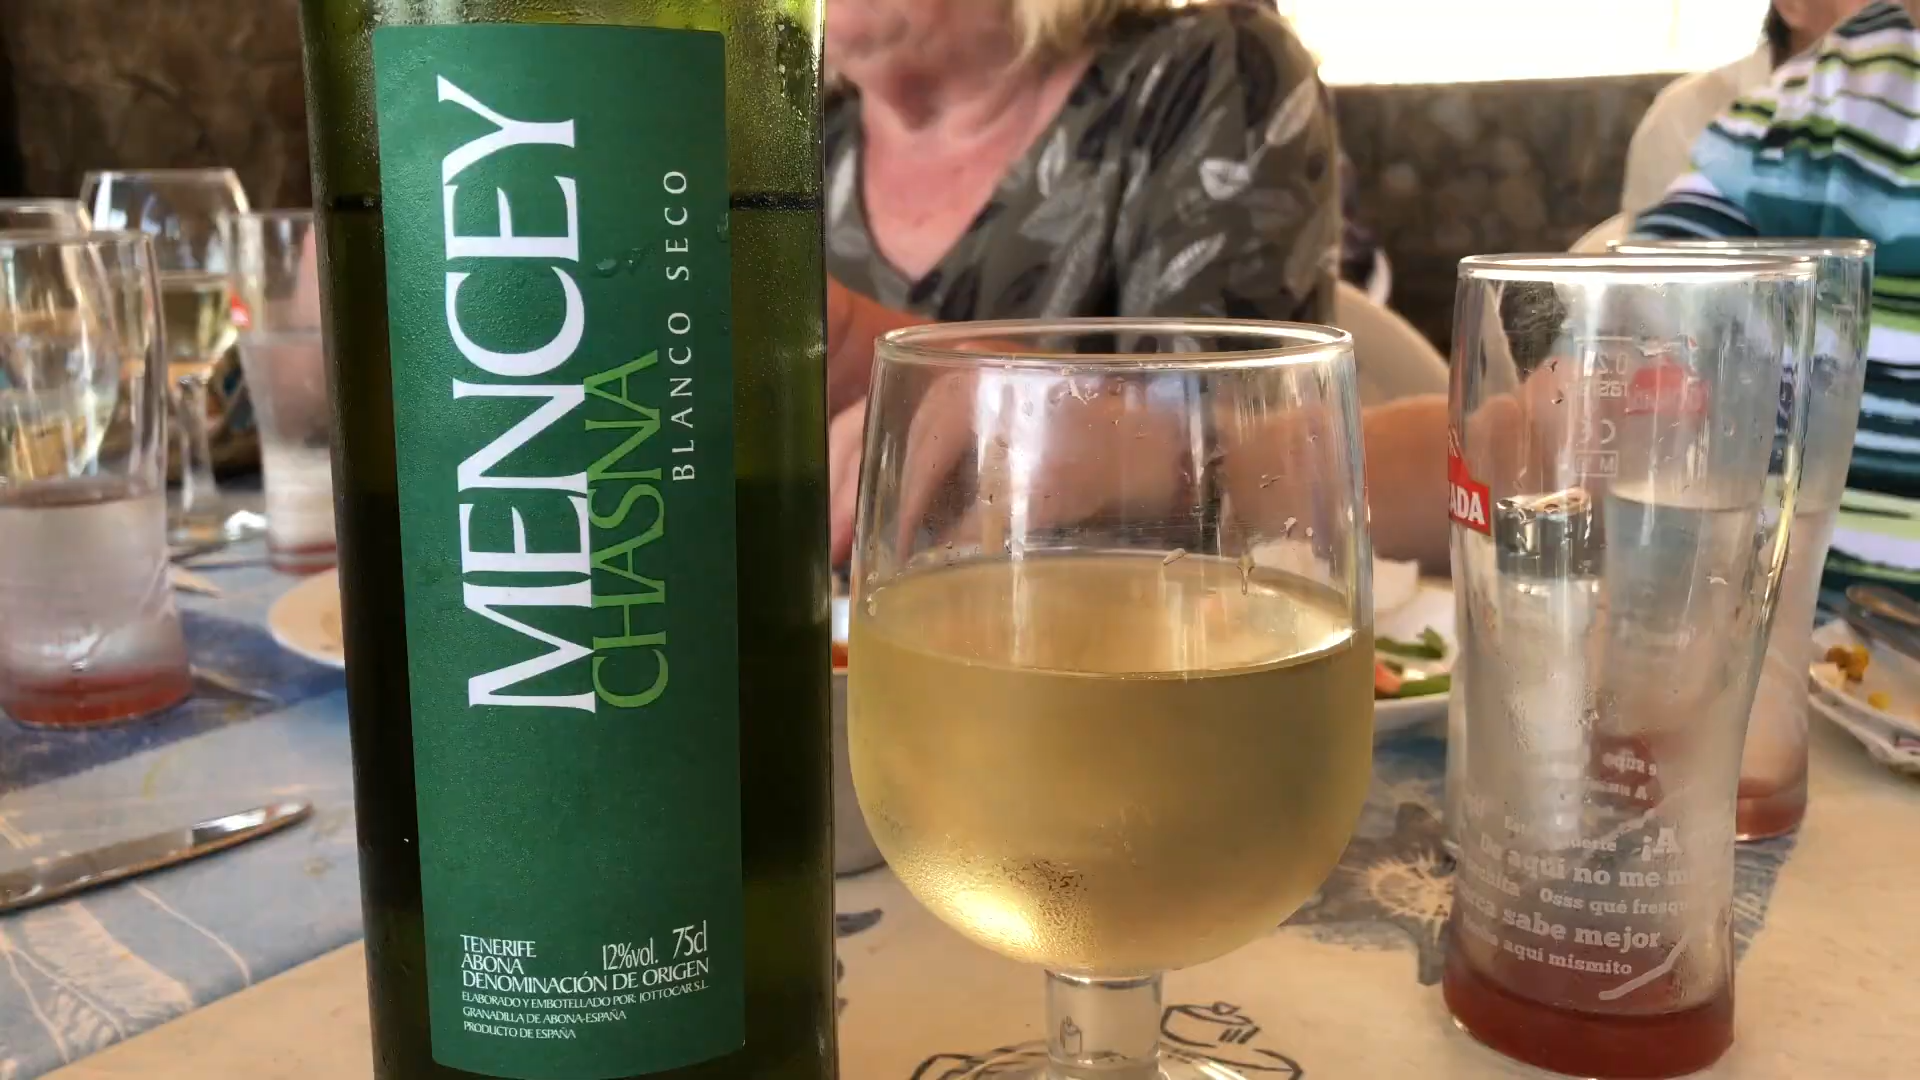 MENCEY
CHASNA
BLANCO SECO
TENERIFE
ABONA
12%vol. 75cl
DENOMINACIÓN DE ORIGEN
ELABORADO Y EMBOTELLADO POR: JOTTOCAR S.L.
GRANADILLA DE ABONA-ESPAÑA
PRODUCTO DE ESPAÑA
ADA
De aquí no me
Osss qué
sabe mejor
aquí mismito